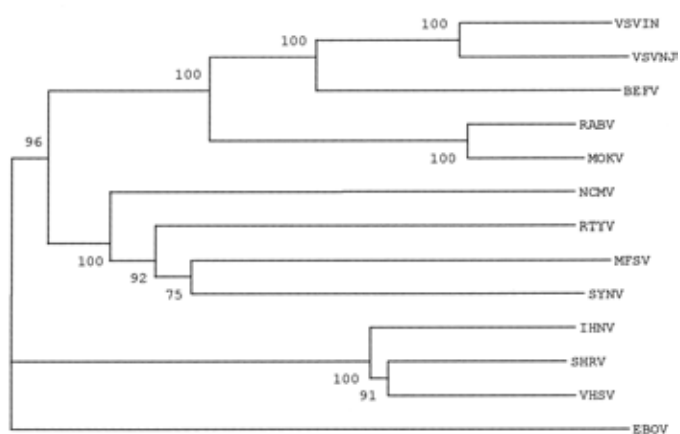 100 VSVIN
100
VSVNJ
100
BEFV
RABV
96
100 MOKV
NCMV
RTYV
100
MFSV
92
75 SYNV
IHNV
SHRV
100
91 VHSV
EBOV